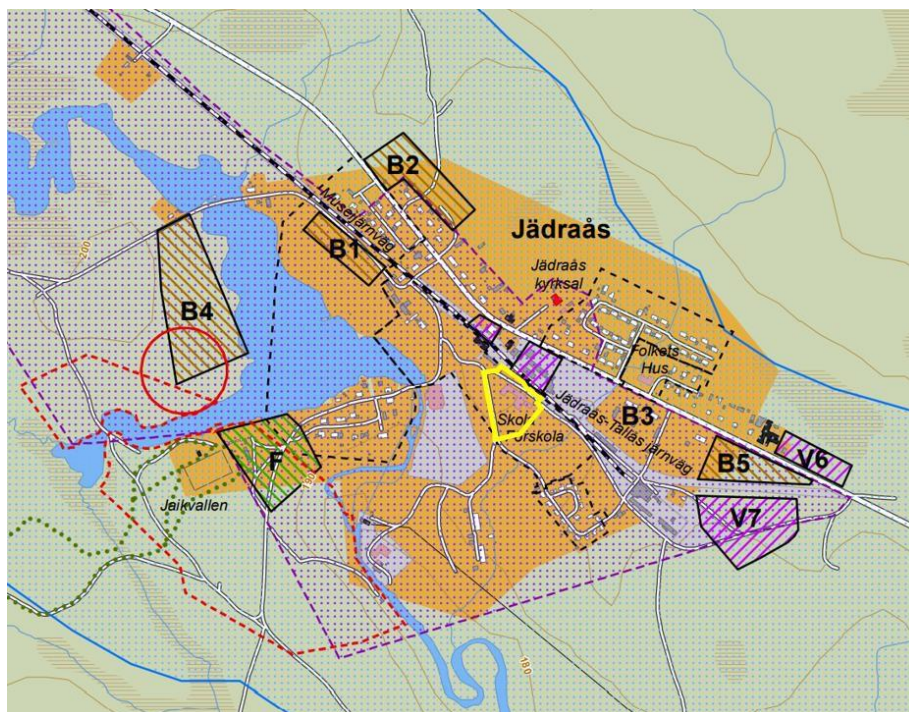 B2
Jädraås
Museijärnväg
B1
Jädraås
kyrksal
200
B4
Folkets
Hus
B3
Skola
Förskola
Jädraås-Tallås järnväg
V6
B5
F
V7
Jaikvallen
180